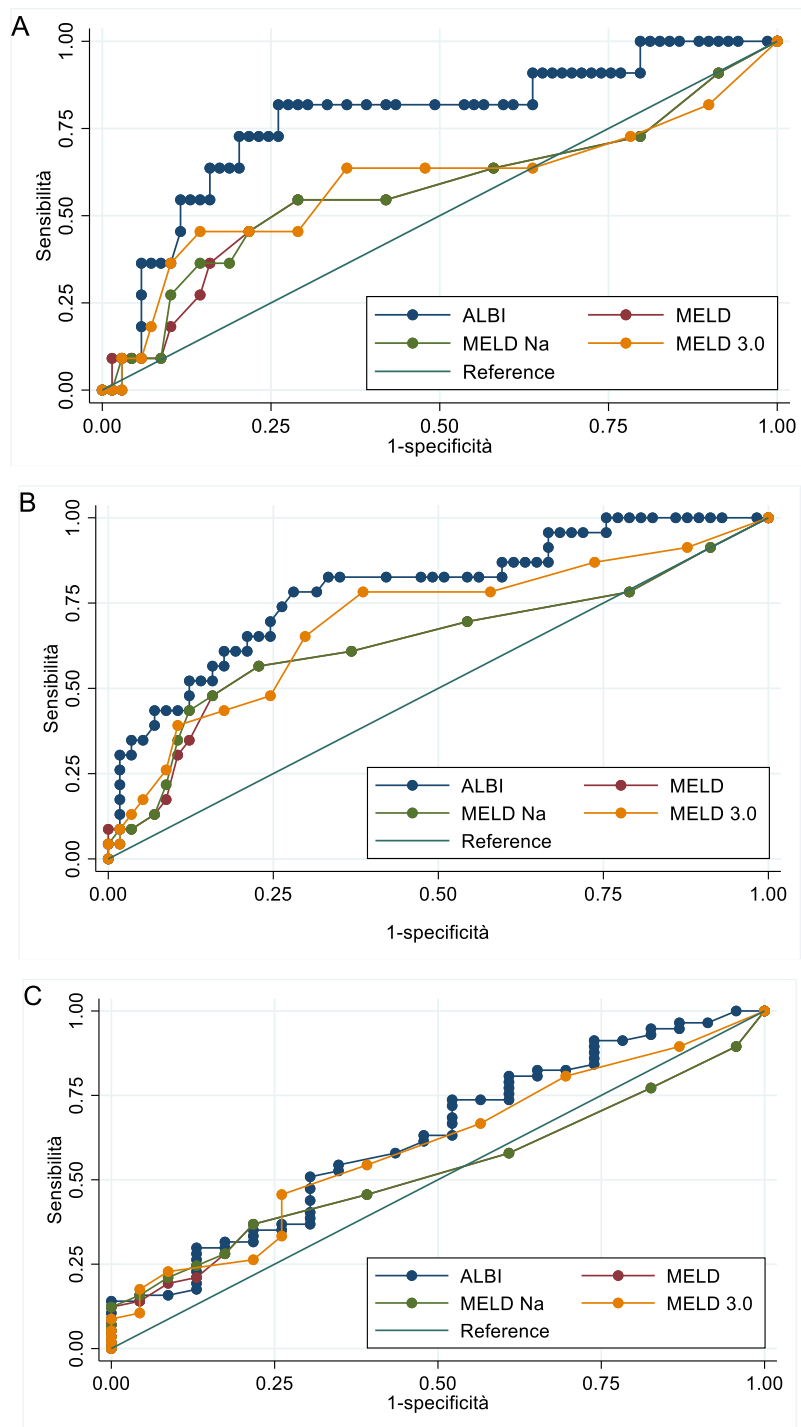 A
1.00
0.75
0.50
0.25
0.00
Sensibilità
ALBI MELD
MELD Na MELD 3.0
Reference
0.00 0.25 0.50 0.75 1.00
1-specificità
B
1.00
0.75
0.50
0.25
0.00
Sensibilità
ALBI MELD
MELD Na MELD 3.0
Reference
0.00 0.25 0.50 0.75 1.00
1-specificità
C
1.00
0.75
0.50
0.25
0.00
Sensibilità
ALBI MELD
MELD Na MELD 3.0
Reference
0.00 0.25 0.50 0.75 1.00
1-specificità